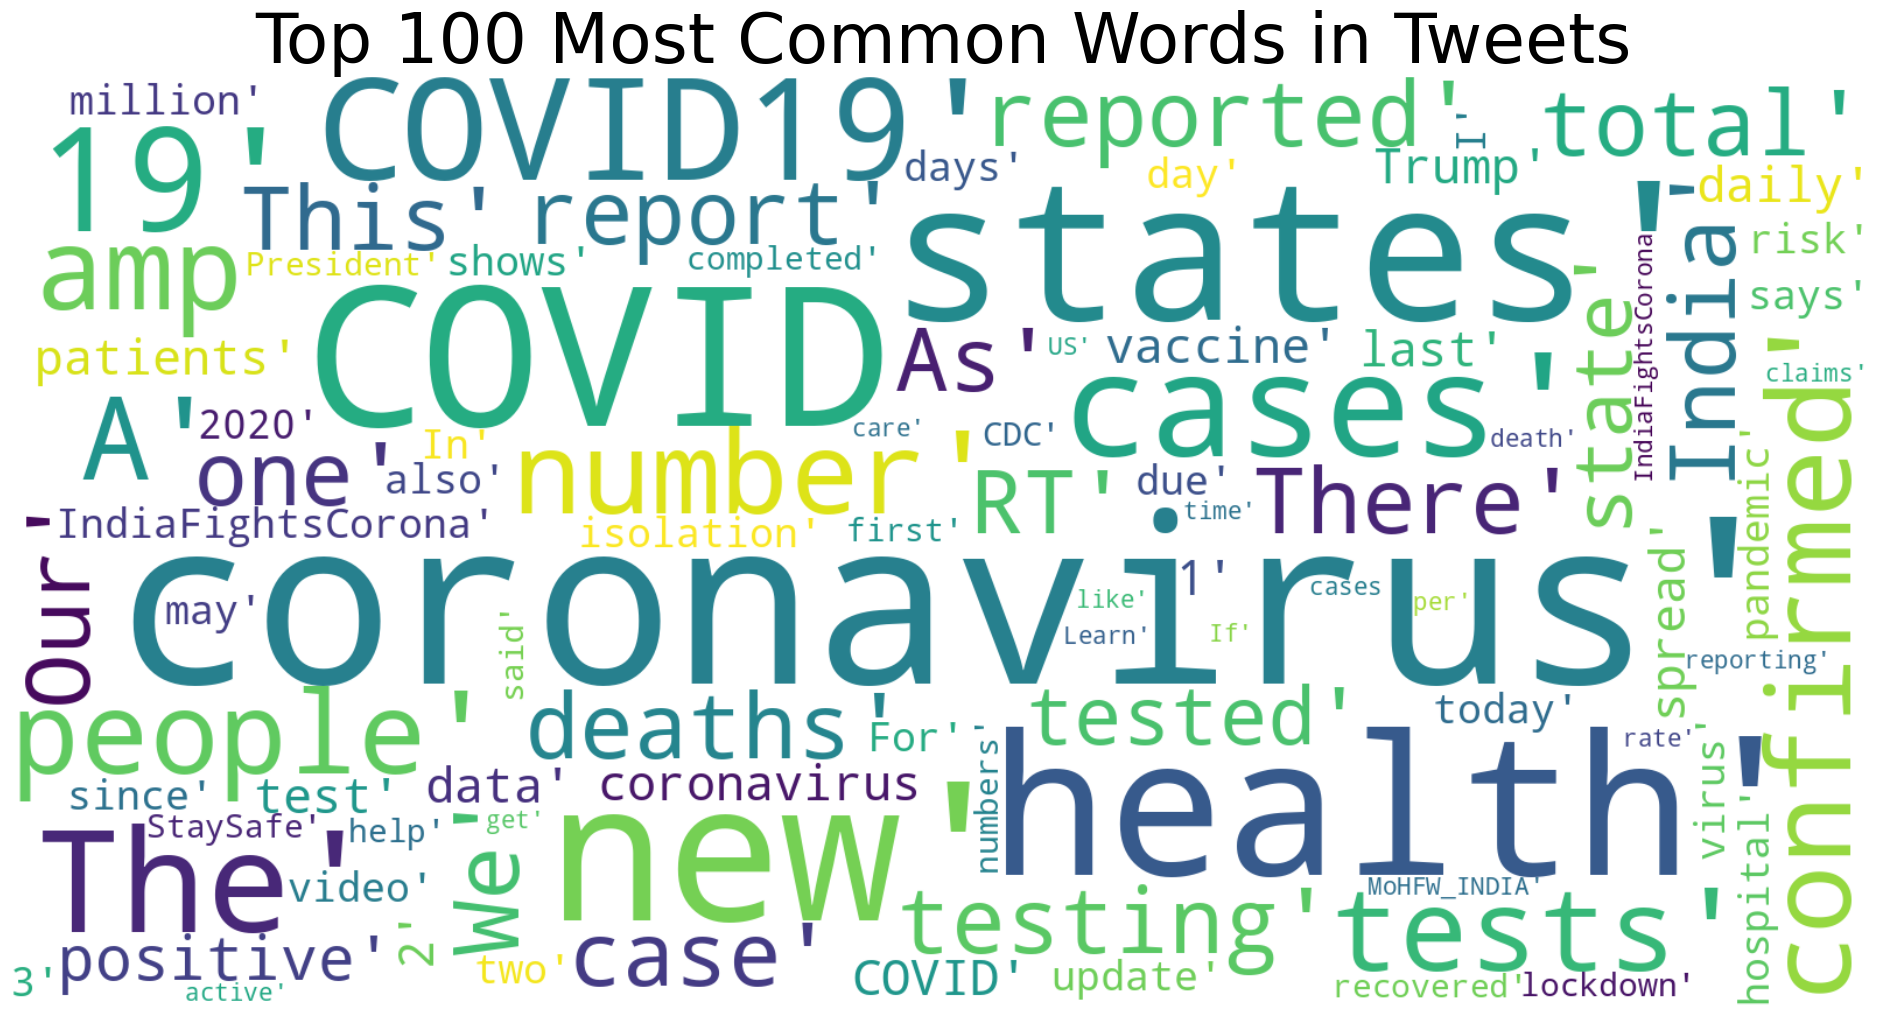 Top 100 Most Common Words in Tweets
million'
COVID19'
reported'
I'
total'
19'
This'
report'
days'
day'
Trump'
daily'
amp
President'
shows'
completed'
states'
India'
risk'
says'
patients'
COVID
As'
US'
vaccine'
last'
cases'
state'
IndiaFightsCorona
claims'
confirmed'
A'
2020'
one'
In'
also'
number'
care'
CDC'
death'
RT'
due'
time'
There'
pandemic'
IndiaFightsCorona'
isolation'
first'
Our'
coronavirus'
may'
said'
like'
Learn'
1'
If'
cases
per'
spread'
reporting'
people'
deaths'
For'
tested'
today'
rate'
since'
test'
data'
coronavirus
numbers'
health'
virus'
hospital'
The'
StaySafe'
help'
get'
new'
video'
We'
2'
testing'
MoHFW_INDIA'
tests'
positive'
3'
active'
two'
case'
COVID'
update'
recovered'
lockdown'